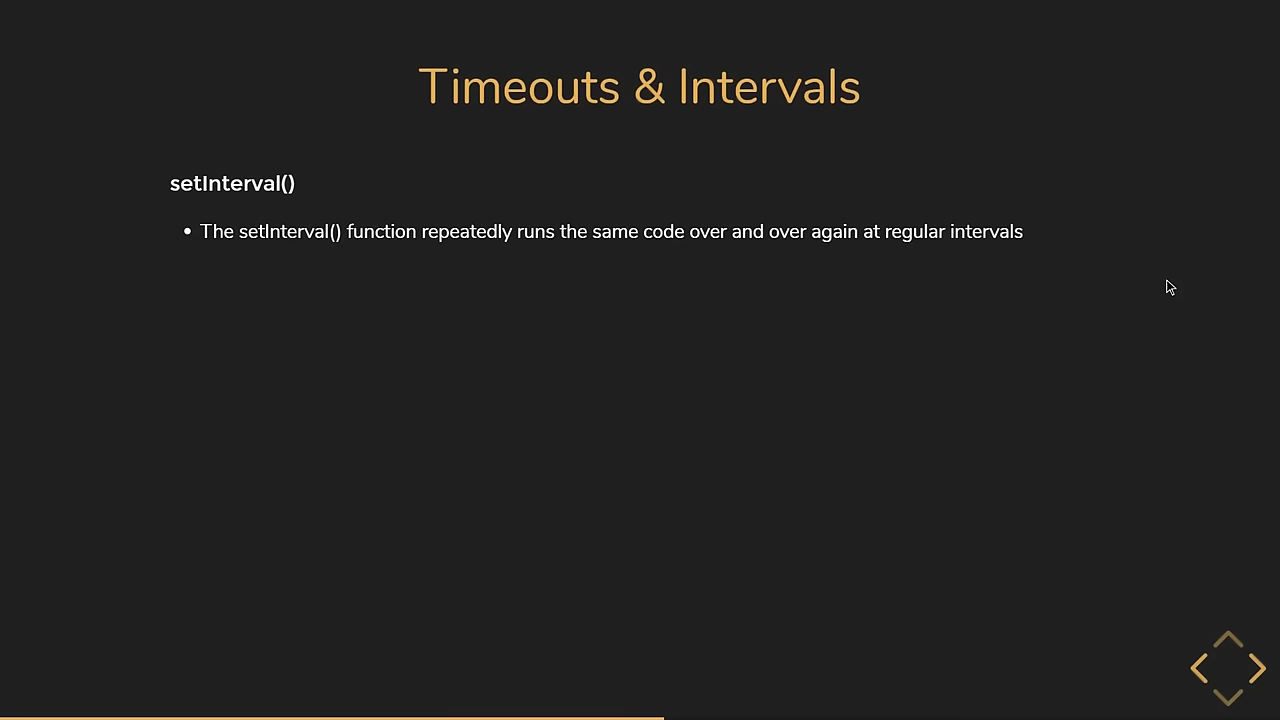 Timeouts & Intervals
setInterval()
• The setInterval() function repeatedly runs the same code over and over again at regular intervals